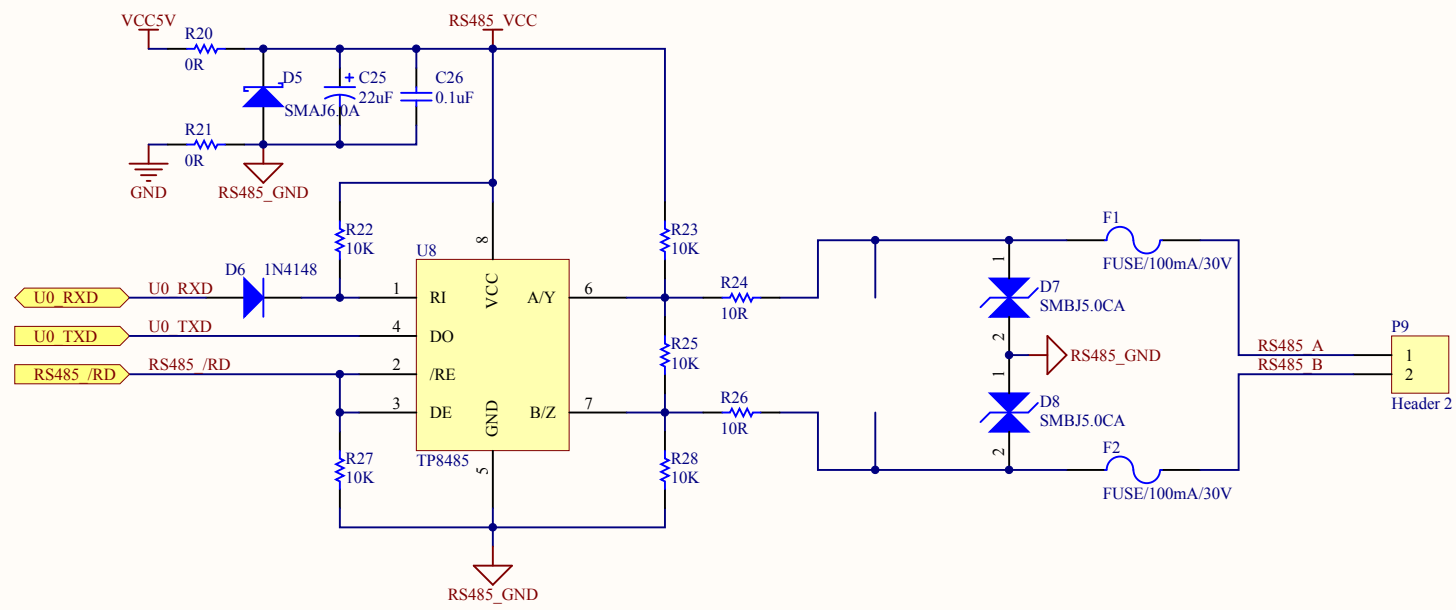 VCC5V
RS485_VCC
R20
0R
D5
SMAJ6.0A
C25
22uF
C26
0.1uF
R21
0R
GND
RS485_GND
R22
10K
R23
10K
F1
FUSE/100mA/30V
U8
8
VCC
D6
1N4148
U0_RXD
U0_RXD
1
RI
A/Y
6
R24
10R
1
D7
SMBJ5.0CA
2
U0_TXD
U0_TXD
4
DO
R25
10K
RS485_GND
RS485_A
P9
1
2
Header 2
RS485_B
RS485_/RD
RS485_/RD
2
/RE
3
DE
GND
B/Z
7
R26
10R
1
D8
SMBJ5.0CA
2
TP8485
5
R27
10K
R28
10K
F2
FUSE/100mA/30V
RS485_GND